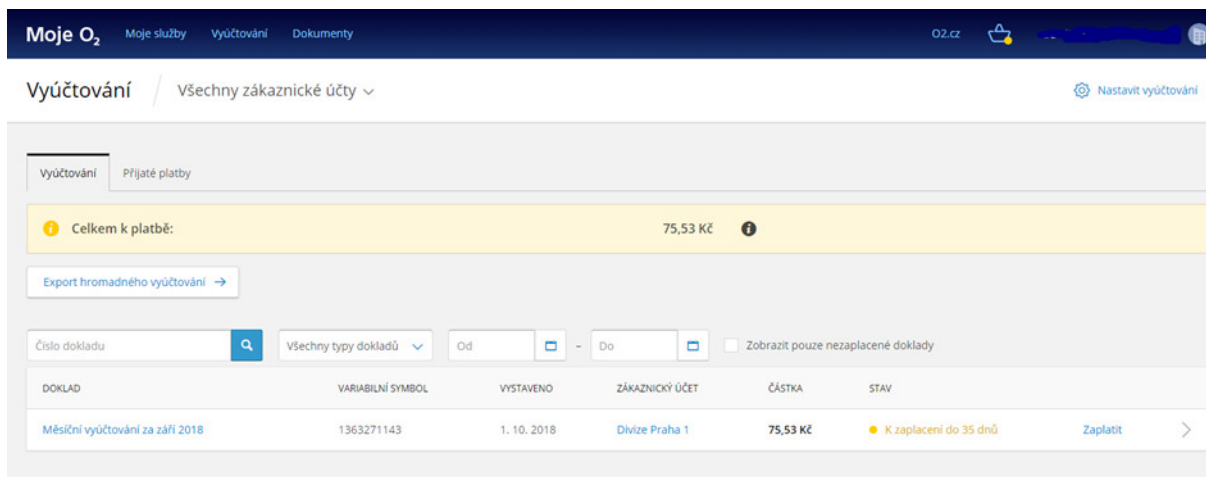 Moje O2 Moje služby Vyúčtování Dokumenty O2.cz
Vyúčtování Všechny zákaznické účty Nastavit vyúčtování
Vyúčtování Přijaté platby
Celkem k platbě: 75,53 Kč
Export hromadného vyúčtování →
Číslo dokladu Všechny typy dokladů Od – Do Zobrazit pouze nezaplacené doklady
DOKLAD VARIABILNÍ SYMBOL VYSTAVENO ZÁKAZNICKÝ ÚČET ČÁSTKA STAV
Měsíční vyúčtování za září 2018 1363271143 1. 10. 2018 Divize Praha 1 75,53 Kč K zaplacení do 35 dnů Zaplatit